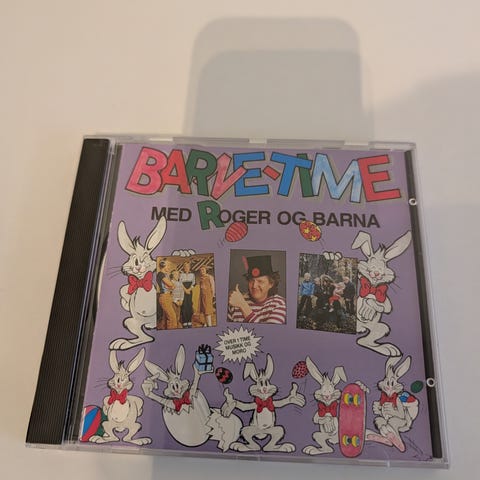 BARNE-TIME
MED ROGER OG BARNA
OVER 1 TIME
MUSIKK OG
MORO